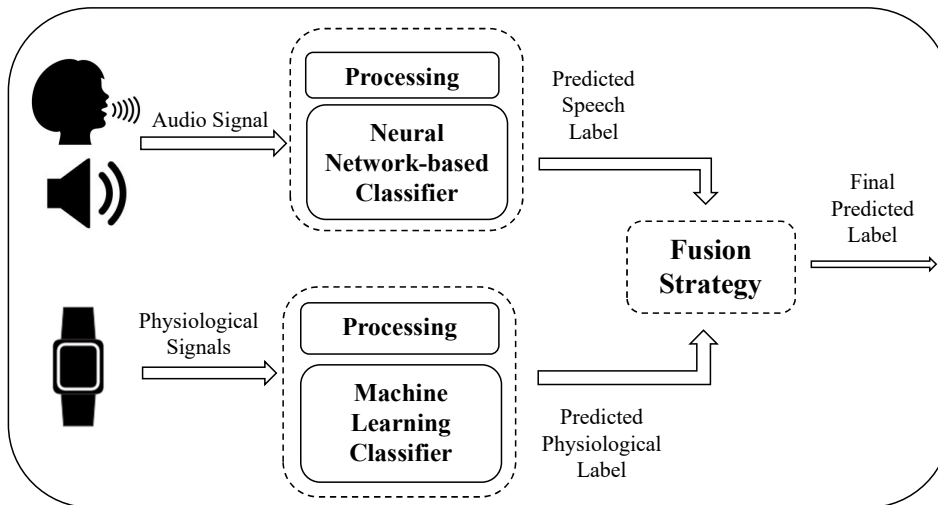 Audio Signal
Processing
Neural
Network-based
Classifier
Predicted
Speech
Label
Physiological
Signals
Processing
Machine
Learning
Classifier
Predicted
Physiological
Label
Fusion
Strategy
Final
Predicted
Label